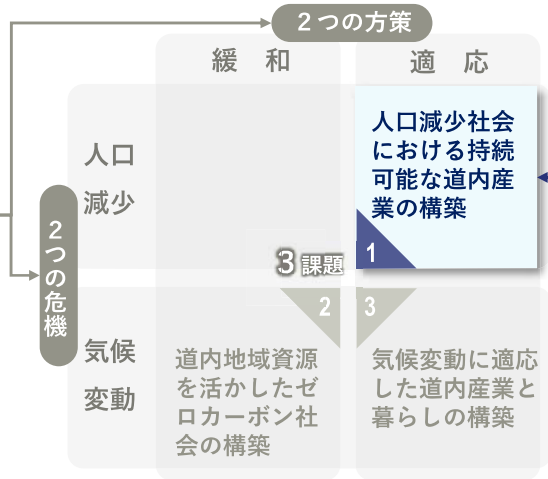 ２つの方策
緩　和
適　応
人口
減少
人口減少社会
における持続
可能な道内産
業の構築
1
２つの危機
3課題
2
3
気候
変動
道内地域資源
を活かしたゼ
ロカーボン社
会の構築
気候変動に適応
した道内産業と
暮らしの構築